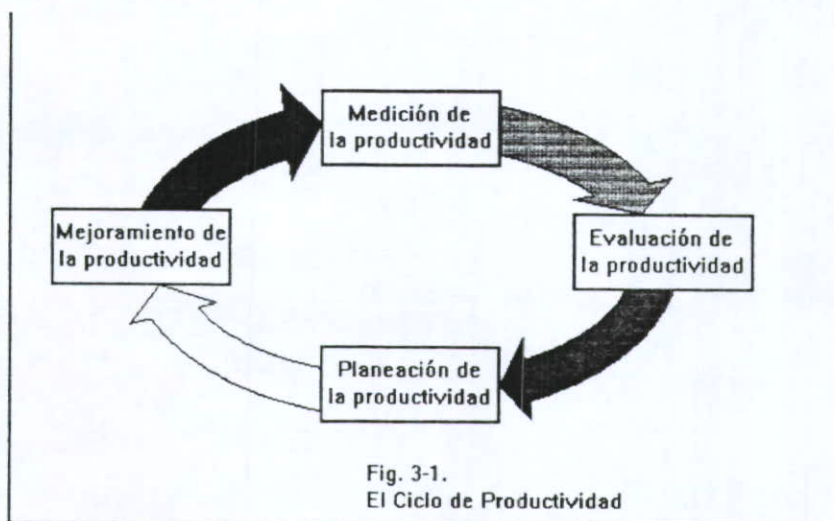 Medición de
la productividad
Evaluación de
la productividad
Planeación de
la productividad
Mejoramiento de
la productividad
Fig. 3-1.
El Ciclo de Productividad